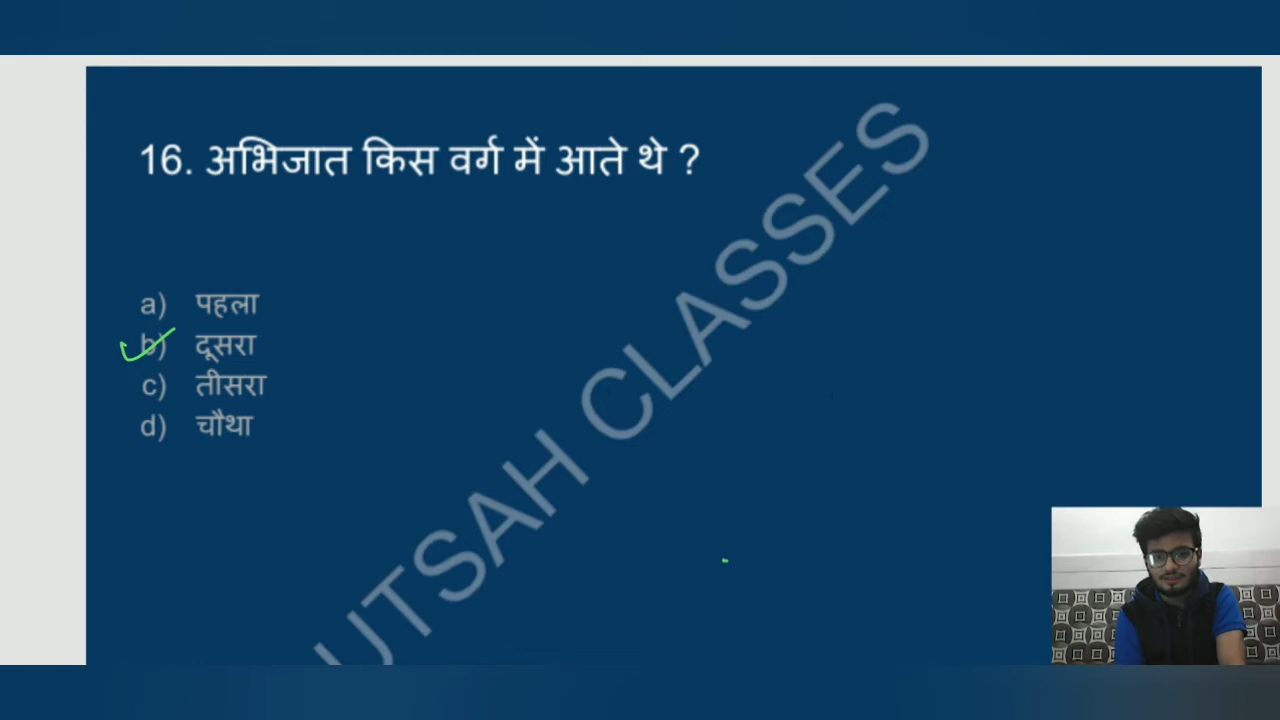 16. अभिजात किस वर्ग में आते थे ?
a) पहला
b) दूसरा
c) तीसरा
d) चौथा
UTSAH CLASSES